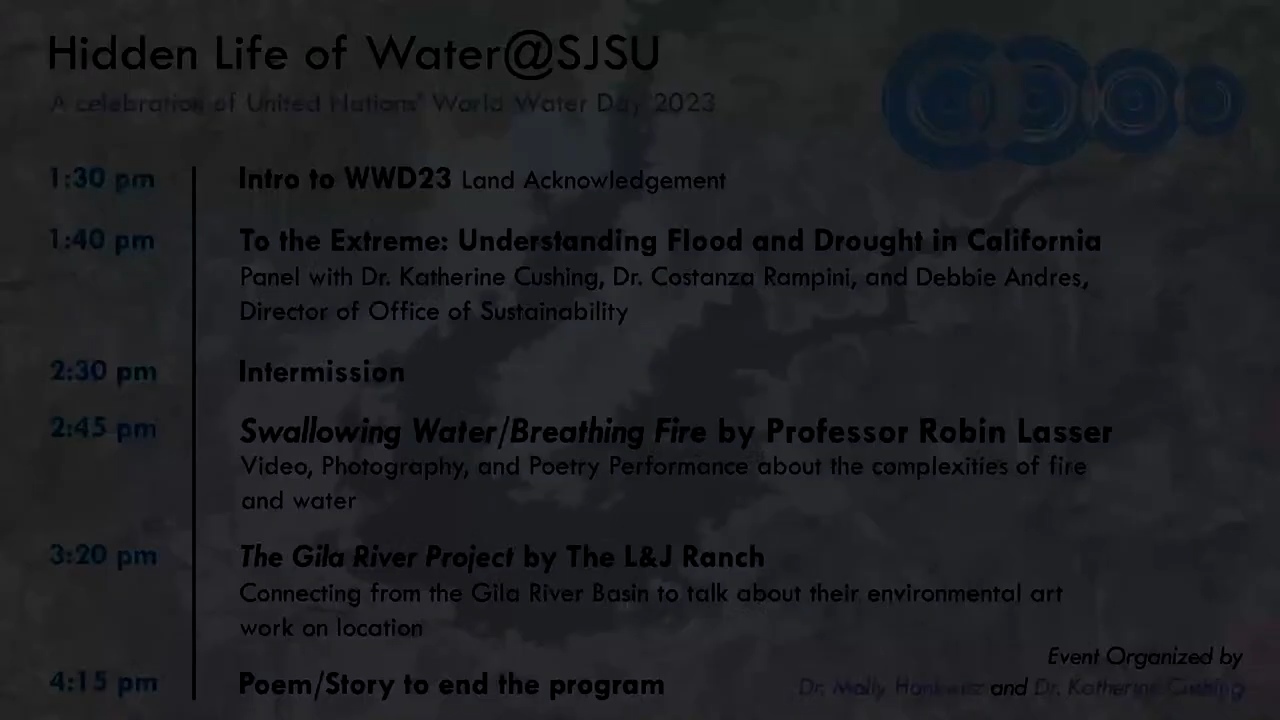 Hidden Life of Water@SJSU
A celebration of United Nations' World Water Day 2023
1:30 pm Intro to WWD23 Land Acknowledgement
1:40 pm To the Extreme: Understanding Flood and Drought in California
Panel with Dr. Katherine Cushing, Dr. Costanza Rampini, and Debbie Andres,
Director of Office of Sustainability
2:30 pm Intermission
2:45 pm Swallowing Water/Breathing Fire by Professor Robin Lasser
Video, Photography, and Poetry Performance about the complexities of fire
and water
3:20 pm The Gila River Project by The L&J Ranch
Connecting from the Gila River Basin to talk about their environmental art
work on location
4:15 pm Poem/Story to end the program
Event Organized by
Dr. Molly Hankwitz and Dr. Katherine Cushing